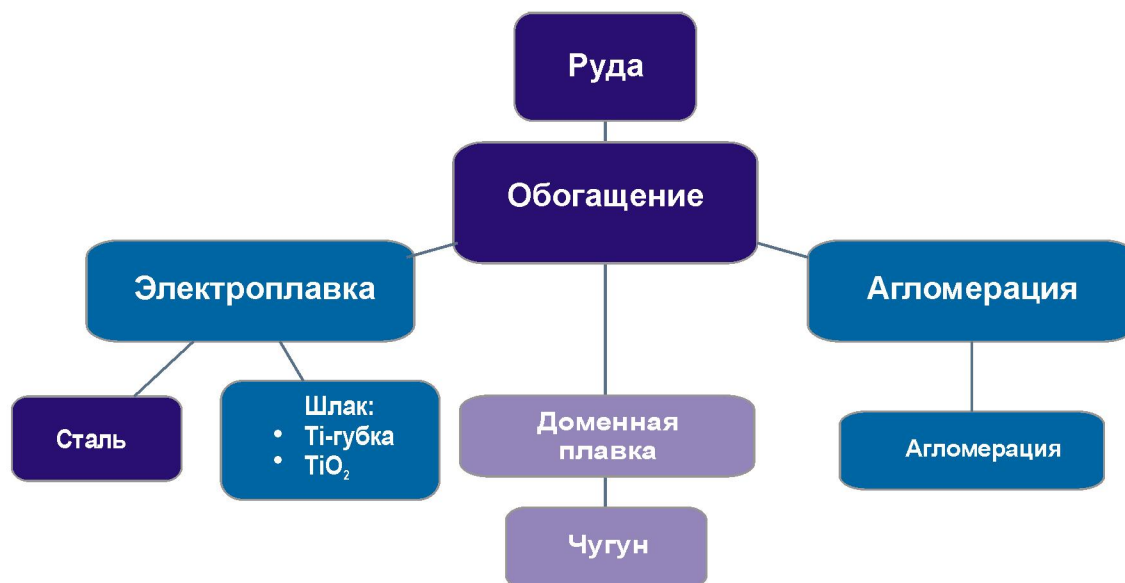 Руда
Обогащение
Электроплавка
Агломерация
Сталь
Шлак:
• Ti-губка
• TiO₂
Доменная
плавка
Агломерация
Чугун